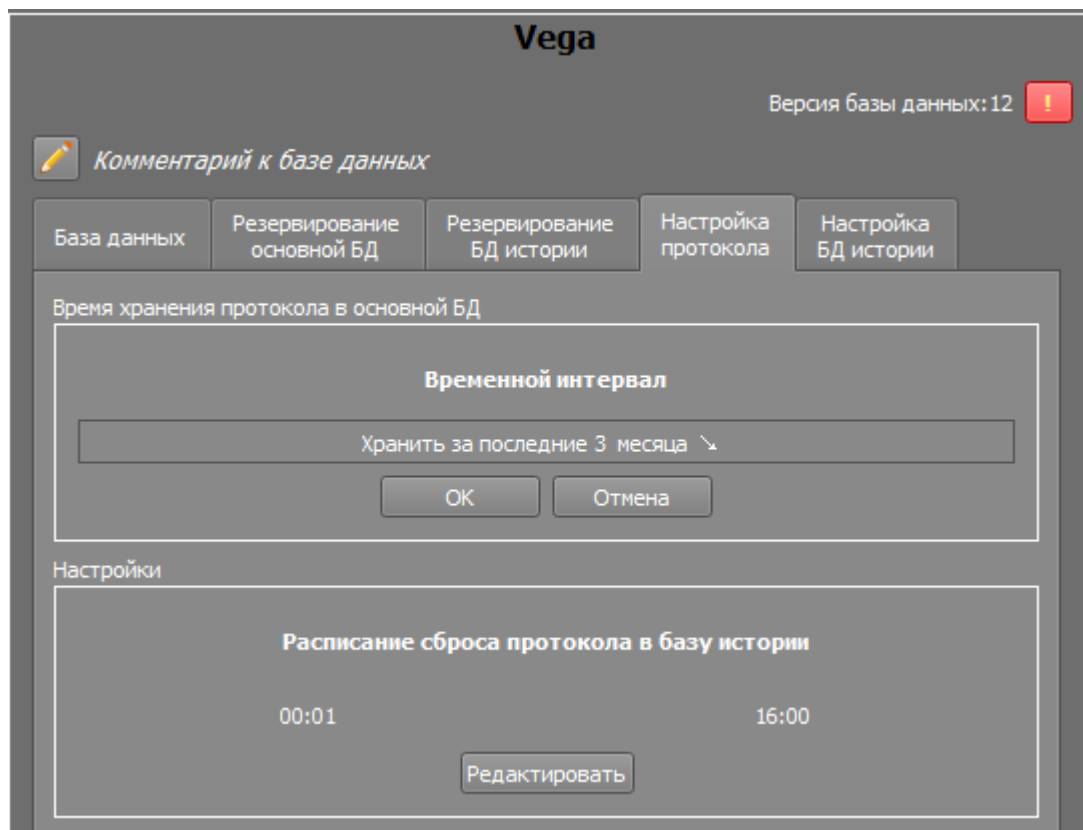 Vega
Версия базы данных:12 !
Комментарий к базе данных
База данных
Резервирование
основной БД
Резервирование
БД истории
Настройка
протокола
Настройка
БД истории
Время хранения протокола в основной БД
Временной интервал
Хранить за последние 3 месяца
ОК
Отмена
Настройки
Расписание сброса протокола в базу истории
00:01
16:00
Редактировать